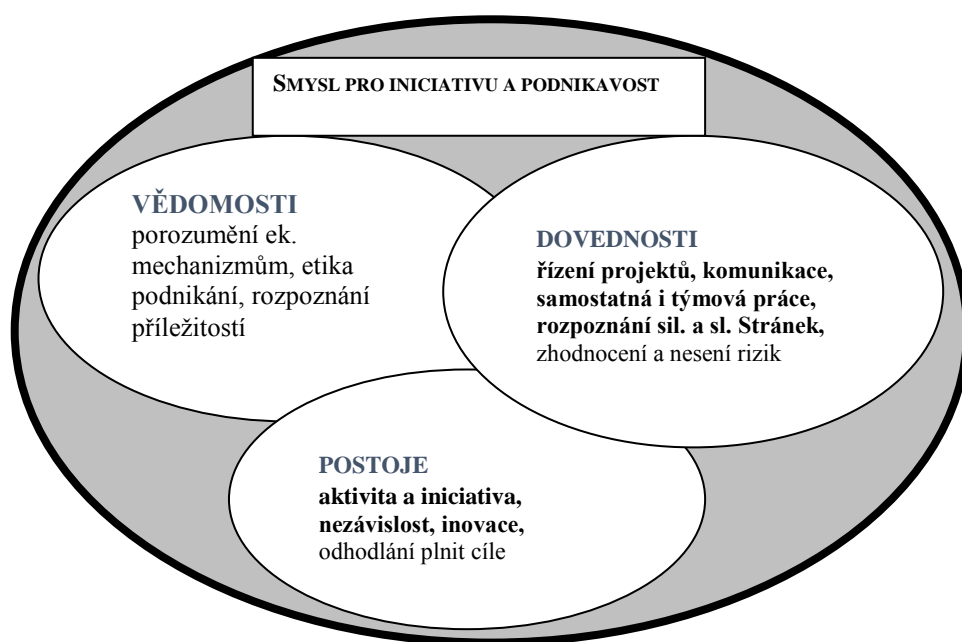 SMYSL PRO INICIATIVU A PODNIKAVOST
VĚDOMOSTI
porozumění ek.
mechanizmům, etika
podnikání, rozpoznání
příležitostí
DOVEDNOSTI
řízení projektů, komunikace,
samostatná i týmová práce,
rozpoznání sil. a sl. Stránek,
zhodnocení a nesení rizik
POSTOJE
aktivita a iniciativa,
nezávislost, inovace,
odhodlání plnit cíle